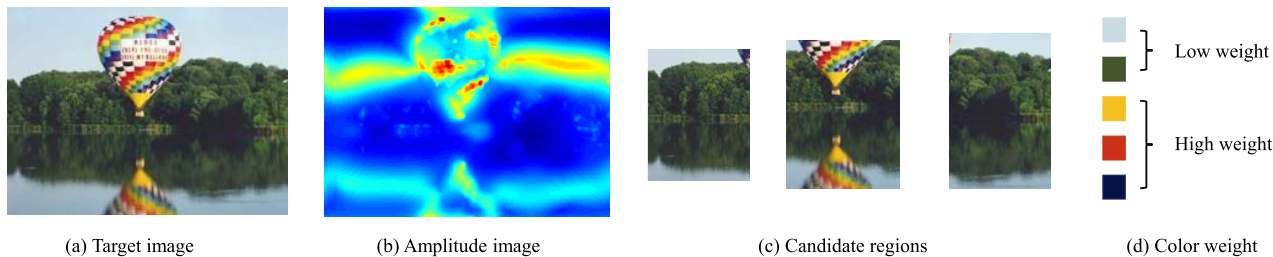 Low weight
High weight
(a) Target image
(b) Amplitude image
(c) Candidate regions
(d) Color weight